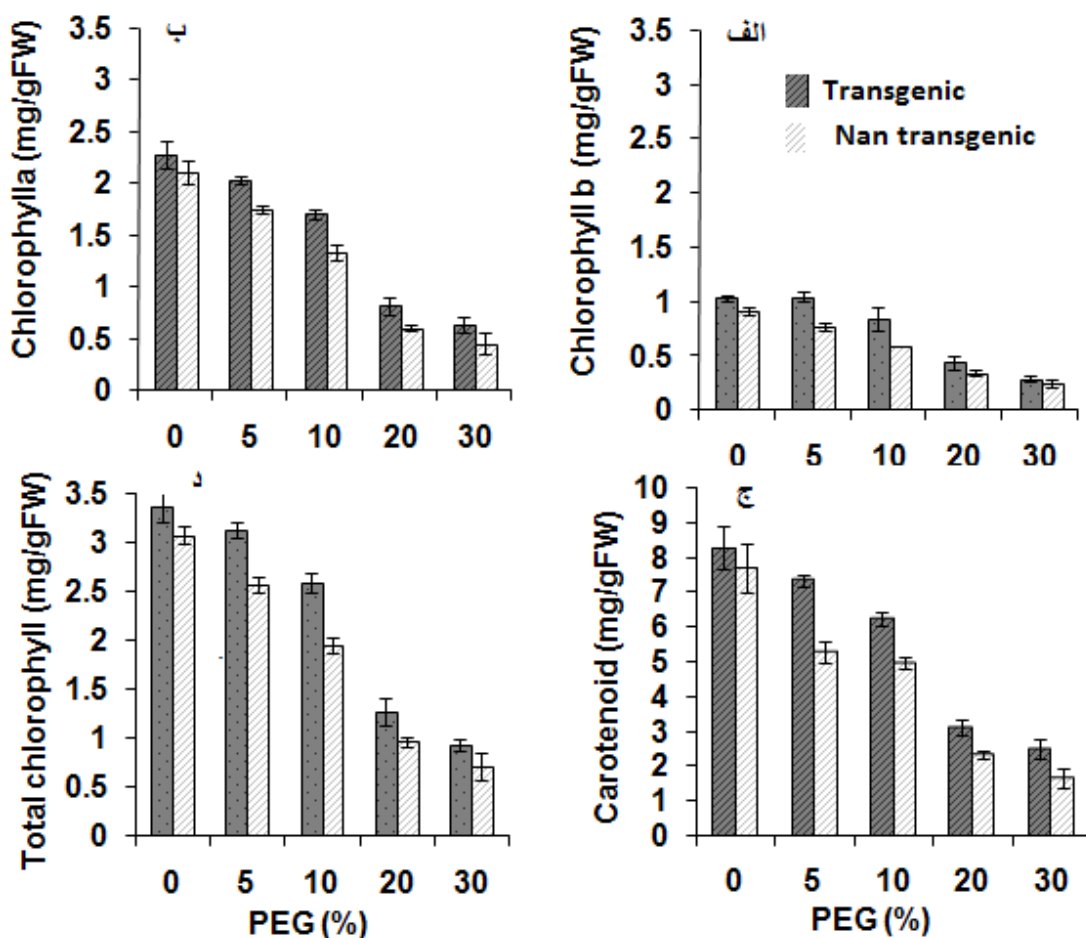 Chlorophylla (mg/gFW)
3.5
3
2.5
2
1.5
1
0.5
0
ب
0 5 10 20 30
Chlorophyll b (mg/gFW)
3.5
3
2.5
2
1.5
1
0.5
0
الف
Transgenic
Nan transgenic
0 5 10 20 30
Total chlorophyll (mg/gFW)
3.5
3
2.5
2
1.5
1
0.5
0
د
0 5 10 20 30
PEG (%)
Carotenoid (mg/gFW)
10
9
8
7
6
5
4
3
2
1
0
ج
0 5 10 20 30
PEG (%)